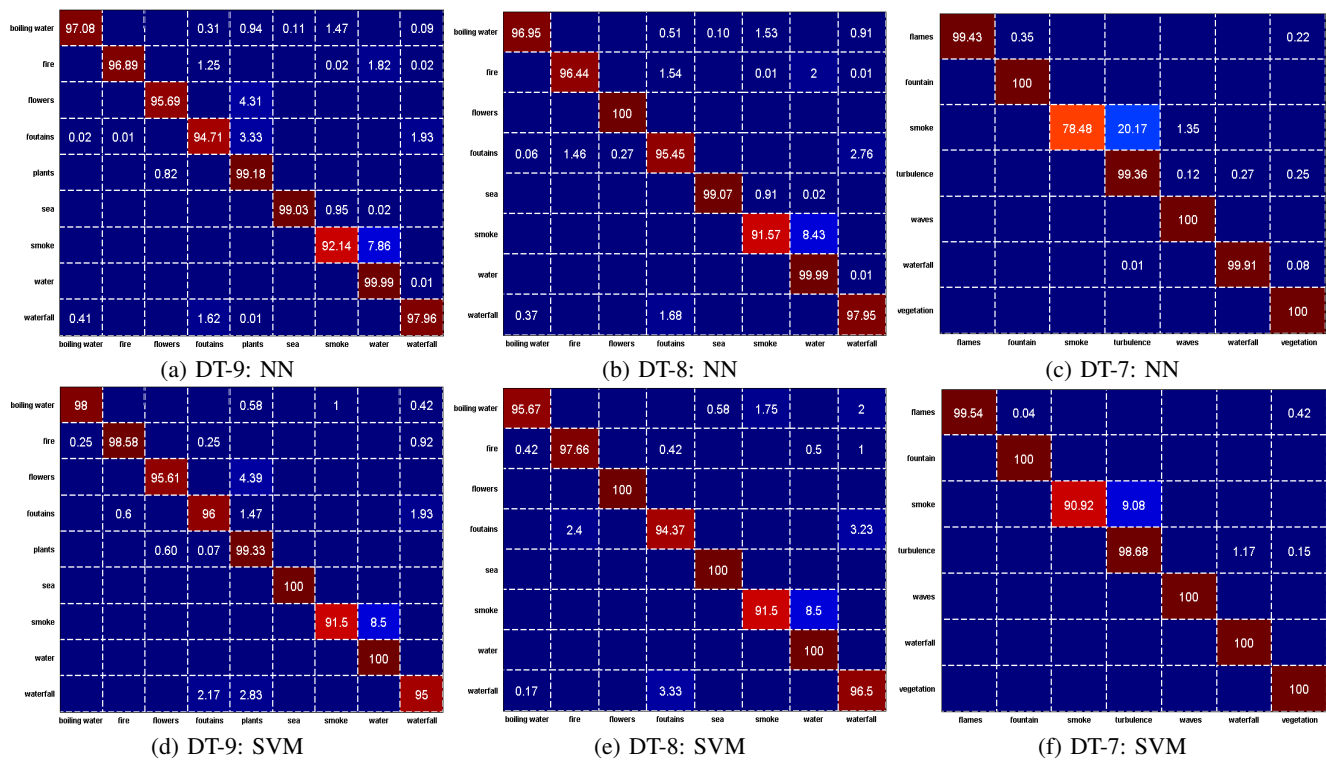 boiling water 97.08 0.31 0.94 0.11 1.47 0.09
fire 96.89 1.25 0.02 1.82 0.02
flowers 95.69 4.31
foutains 0.02 0.01 94.71 3.33 1.93
plants 0.82 99.18
sea 99.03 0.95 0.02
smoke 92.14 7.86
water 99.99 0.01
waterfall 0.41 1.62 0.01 97.96
boiling water fire flowers foutains plants sea smoke water waterfall
(a) DT-9: NN
boiling water 96.95 0.51 0.10 1.53 0.91
fire 96.44 1.54 0.01 2 0.01
flowers 100
foutains 0.06 1.46 0.27 95.45 2.76
sea 99.07 0.91 0.02
smoke 91.57 8.43
water 99.99 0.01
waterfall 0.37 1.68 97.95
boiling water fire flowers foutains sea smoke water waterfall
(b) DT-8: NN
flames 99.43 0.35 0.22
fountain 100
smoke 78.48 20.17 1.35
turbulence 99.36 0.12 0.27 0.25
waves 100
waterfall 0.01 99.91 0.08
vegetation 100
flames fountain smoke turbulence waves waterfall vegetation
(c) DT-7: NN
boiling water 98 0.58 1 0.42
fire 0.25 98.58 0.25 0.92
flowers 95.61 4.39
foutains 0.6 96 1.47 1.93
plants 0.60 0.07 99.33
sea 100
smoke 91.5 8.5
water 100
waterfall 2.17 2.83 95
boiling water fire flowers foutains plants sea smoke water waterfall
(d) DT-9: SVM
boiling water 95.67 0.58 1.75 2
fire 0.42 97.66 0.42 0.5 1
flowers 100
foutains 2.4 94.37 3.23
sea 100
smoke 91.5 8.5
water 100
waterfall 0.17 3.33 96.5
boiling water fire flowers foutains sea smoke water waterfall
(e) DT-8: SVM
flames 99.54 0.04 0.42
fountain 100
smoke 90.92 9.08
turbulence 98.68 1.17 0.15
waves 100
waterfall 100
vegetation 100
flames fountain smoke turbulence waves waterfall vegetation
(f) DT-7: SVM